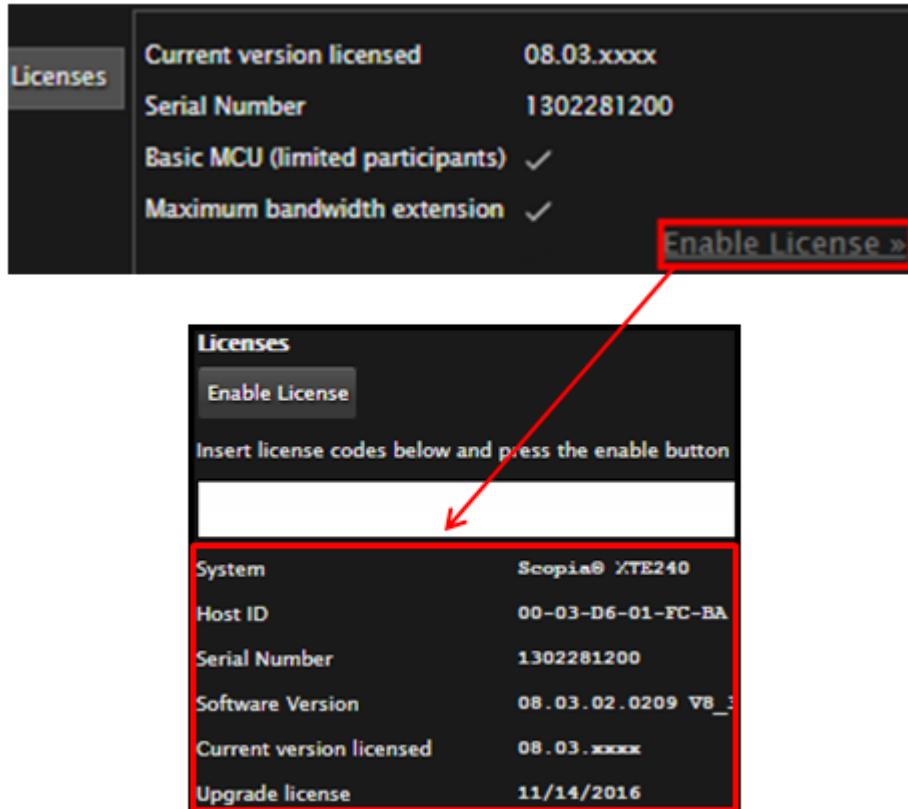 Licenses
Current version licensed 08.03.xxxx
Serial Number 1302281200
Basic MCU (limited participants) ✓
Maximum bandwidth extension ✓
Enable License »
Licenses
Enable License
Insert license codes below and press the enable button
System Scopia® XTE240
Host ID 00-03-D6-01-FC-BA
Serial Number 1302281200
Software Version 08.03.02.0209 V8_3
Current version licensed 08.03.xxxx
Upgrade license 11/14/2016